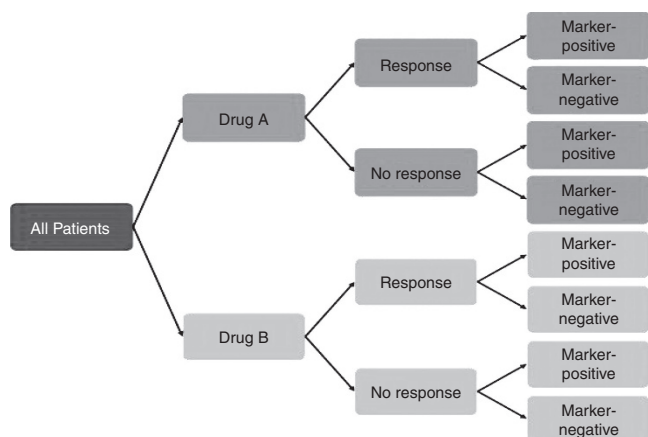 All Patients
Drug A
Response
Marker-
positive
Marker-
negative
No response
Marker-
positive
Marker-
negative
Drug B
Response
Marker-
positive
Marker-
negative
No response
Marker-
positive
Marker-
negative